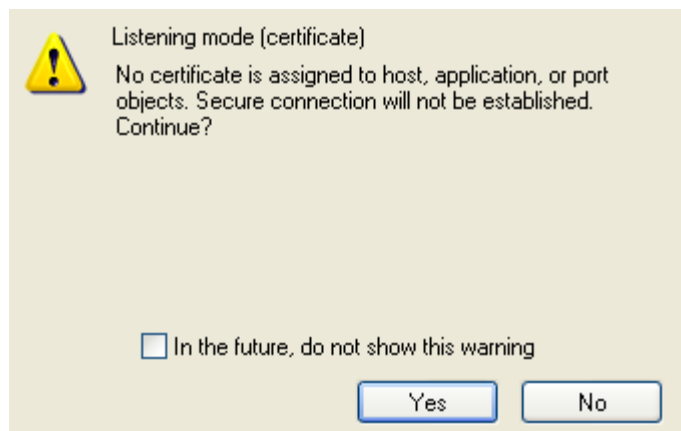 Listening mode (certificate)
No certificate is assigned to host, application, or port
objects. Secure connection will not be established.
Continue?
In the future, do not show this warning
Yes
No